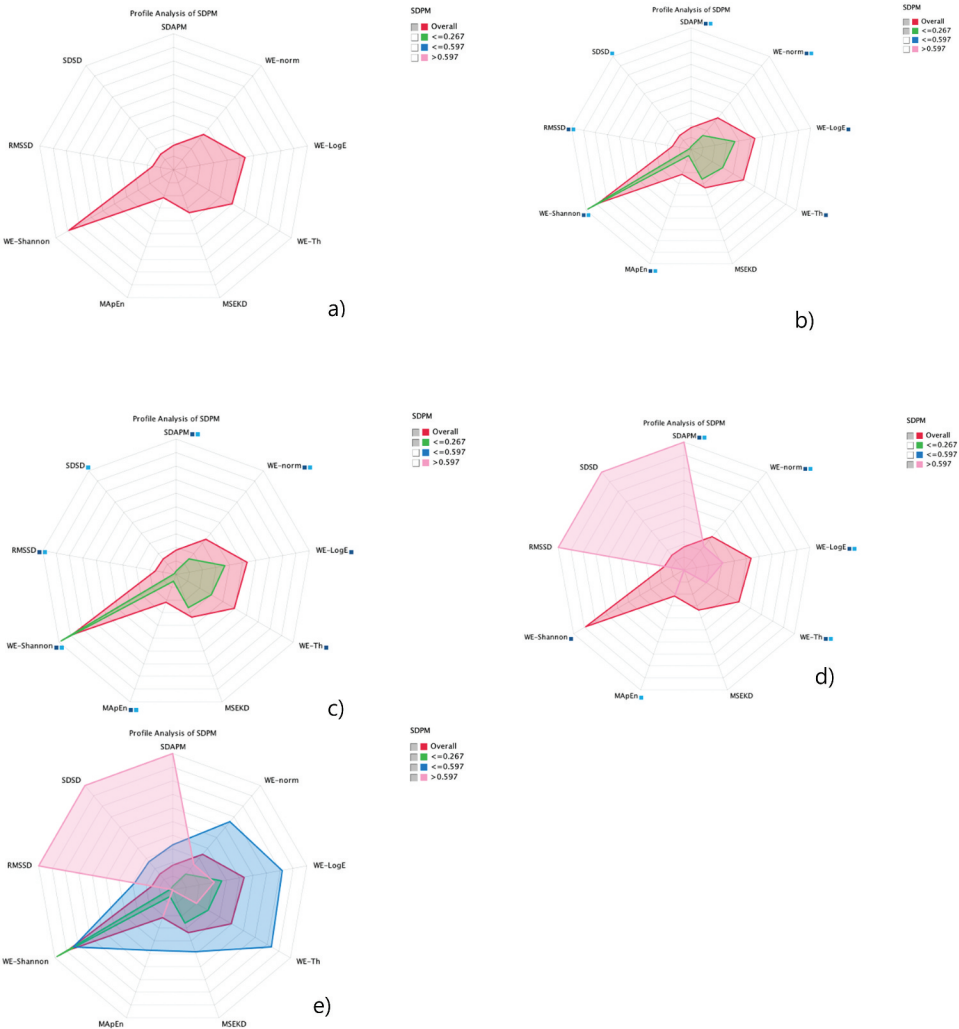 Profile Analysis of SDPM
SDAPM
WE-norm
WE-LogE
WE-Th
MSEKD
MApEn
WE-Shannon
RMSSD
SDSD
SDPM
Overall
<=0.267
<=0.597
>0.597
a)
Profile Analysis of SDPM
SDAPM
WE-norm
WE-LogE
WE-Th
MSEKD
MApEn
WE-Shannon
RMSSD
SDSD
SDPM
Overall
<=0.267
<=0.597
>0.597
b)
Profile Analysis of SDPM
SDAPM
WE-norm
WE-LogE
WE-Th
MSEKD
MApEn
WE-Shannon
RMSSD
SDSD
SDPM
Overall
<=0.267
<=0.597
>0.597
c)
Profile Analysis of SDPM
SDAPM
WE-norm
WE-LogE
WE-Th
MSEKD
MApEn
WE-Shannon
RMSSD
SDSD
SDPM
Overall
<=0.267
<=0.597
>0.597
d)
Profile Analysis of SDPM
SDAPM
WE-norm
WE-LogE
WE-Th
MSEKD
MApEn
WE-Shannon
RMSSD
SDSD
SDPM
Overall
<=0.267
<=0.597
>0.597
e)